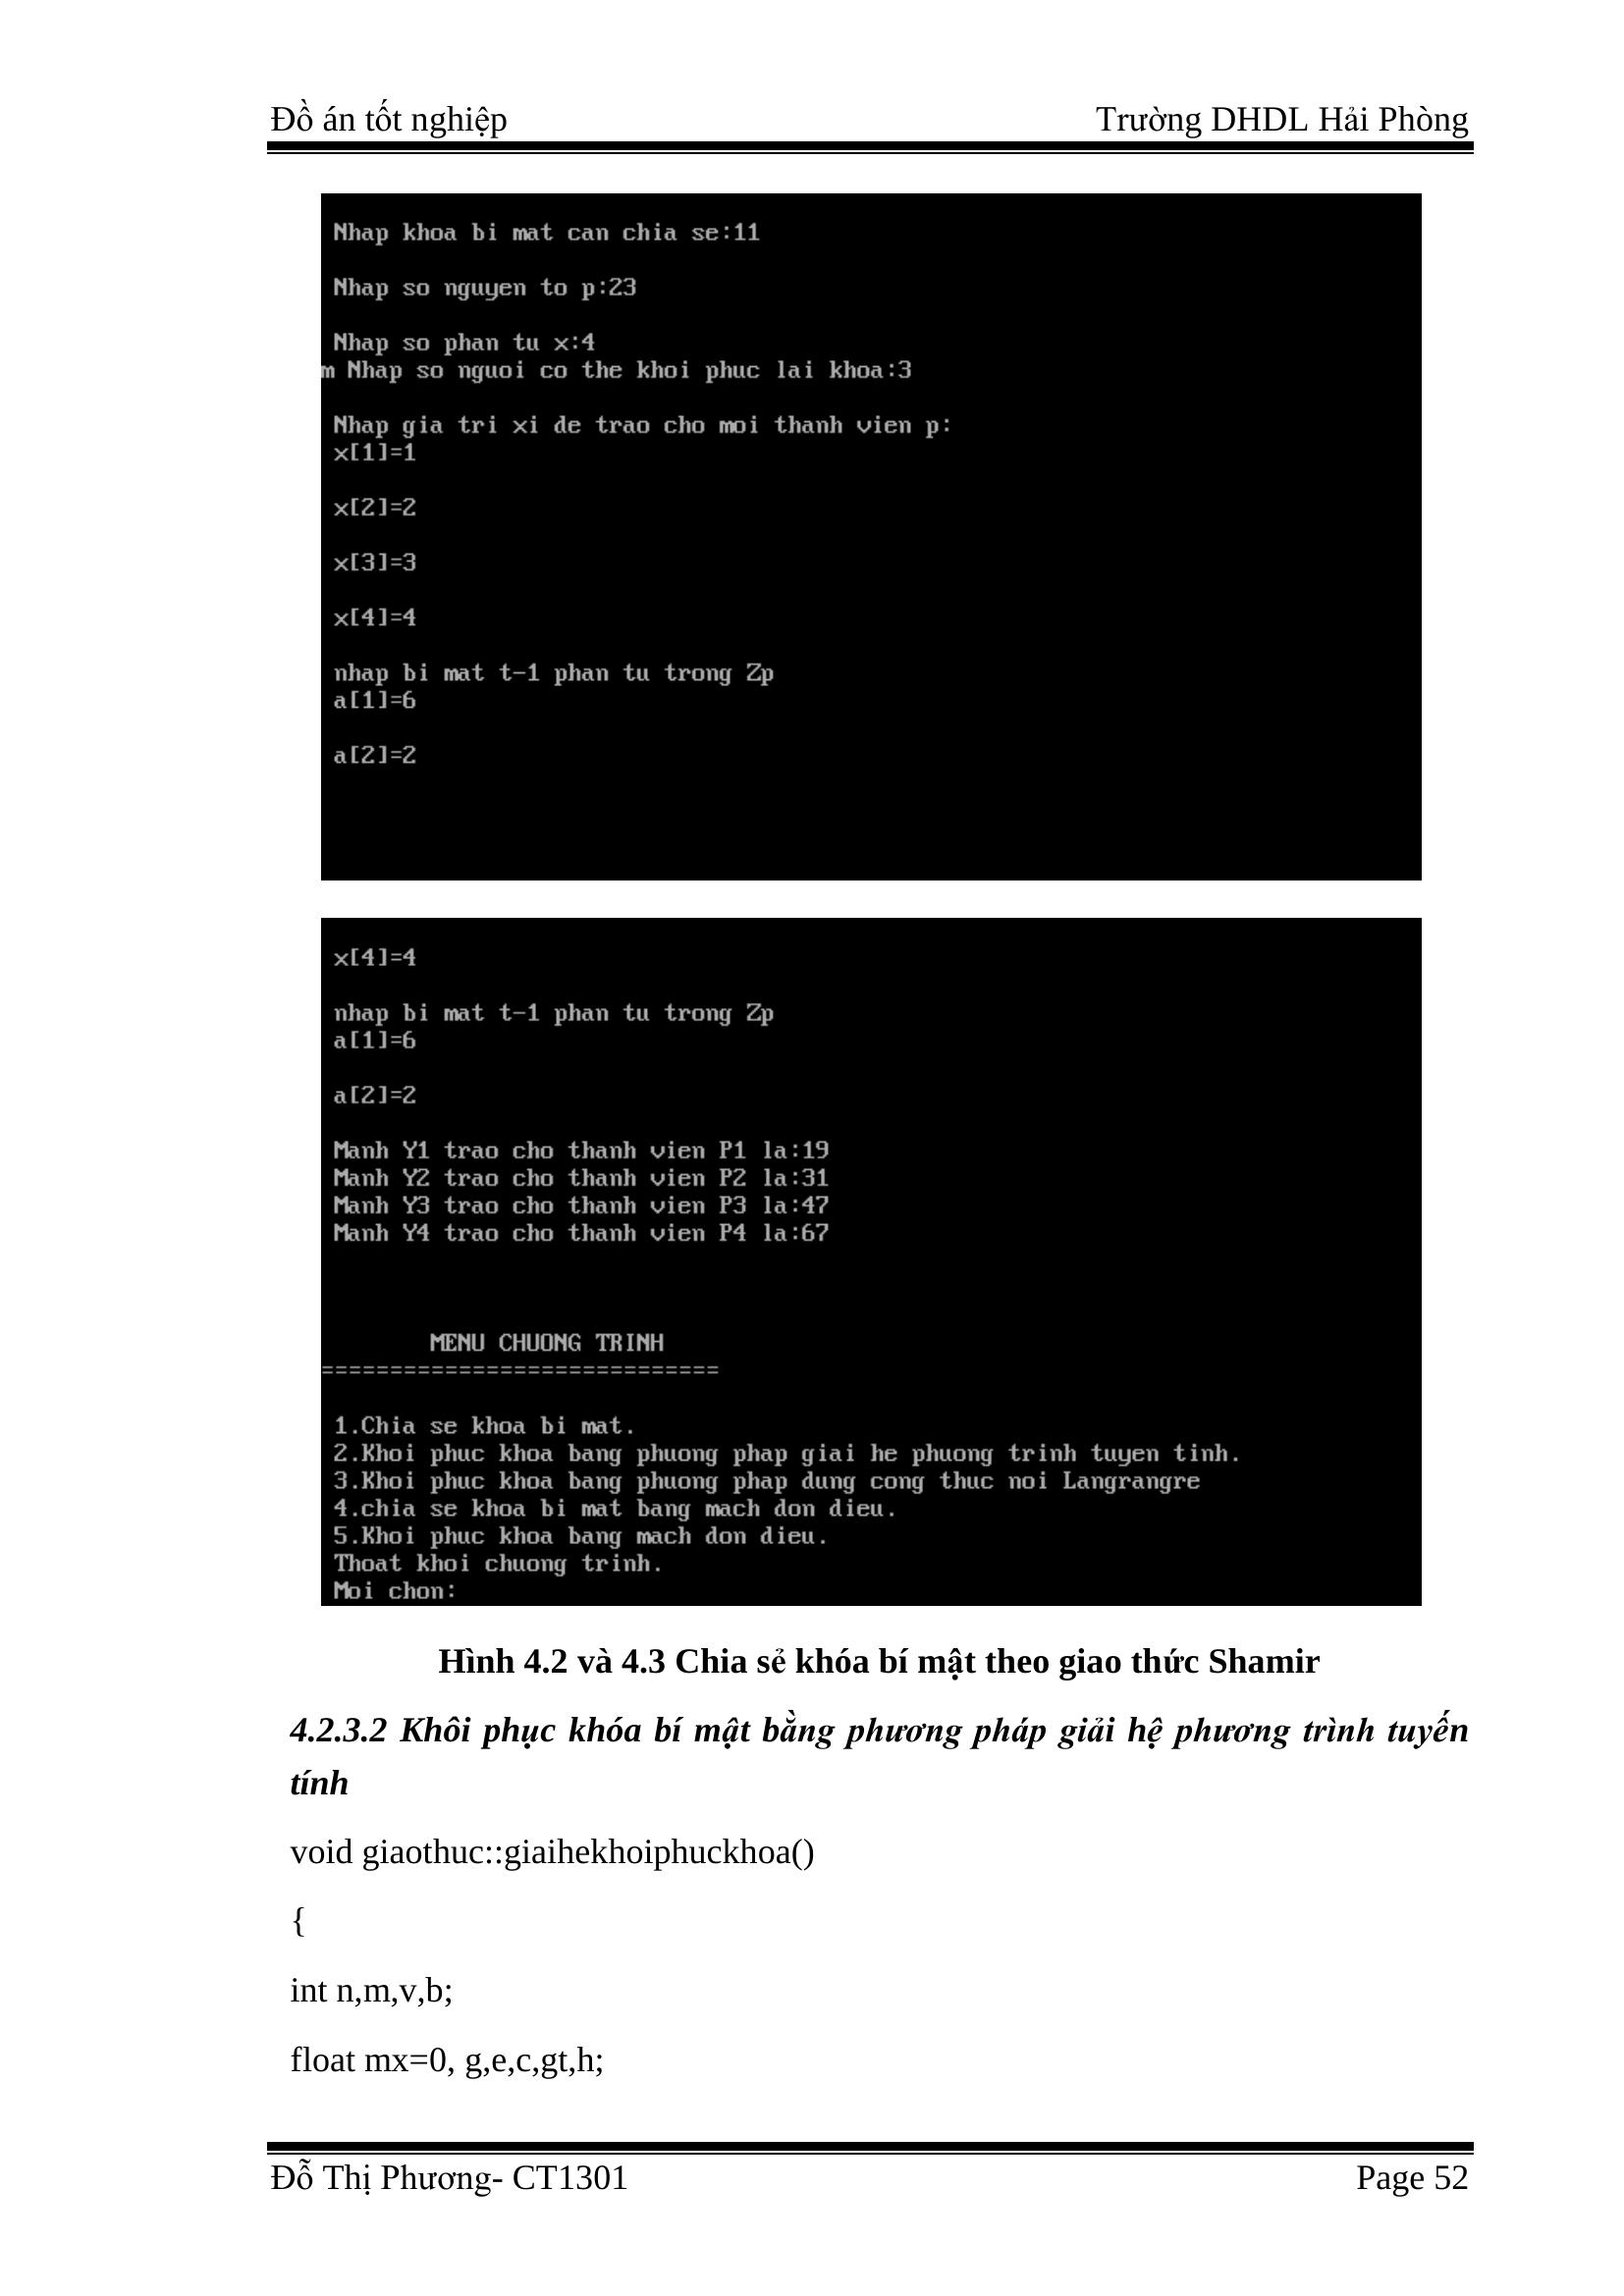 Đồ án tốt nghiệp Trường DHDL Hải Phòng
Nhap khoa bi mat can chia se:11
Nhap so nguyen to p:23
Nhap so phan tu x:4
m Nhap so nguoi co the khoi phuc lai khoa:3
Nhap gia tri xi de trao cho moi thanh vien p:
x[1]=1
x[2]=2
x[3]=3
x[4]=4
nhap bi mat t-1 phan tu trong Zp
a[1]=6
a[2]=2
x[4]=4
nhap bi mat t-1 phan tu trong Zp
a[1]=6
a[2]=2
Manh Y1 trao cho thanh vien P1 la:19
Manh Y2 trao cho thanh vien P2 la:31
Manh Y3 trao cho thanh vien P3 la:47
Manh Y4 trao cho thanh vien P4 la:67
MENU CHUONG TRINH
=============================
1.Chia se khoa bi mat.
2.Khoi phuc khoa bang phuong phap giai he phuong trinh tuyen tinh.
3.Khoi phuc khoa bang phuong phap dung cong thuc noi Langrangre
4.chia se khoa bi mat bang mach don dieu.
5.Khoi phuc khoa bang mach don dieu.
Thoat khoi chuong trinh.
Moi chon:
Hình 4.2 và 4.3 Chia sẻ khóa bí mật theo giao thức Shamir
4.2.3.2 Khôi phục khóa bí mật bằng phương pháp giải hệ phương trình tuyến
tính
void giaothuc::giaihekhoiphuckhoa()
{
int n,m,v,b;
float mx=0, g,e,c,gt,h;
Đỗ Thị Phương- CT1301 Page 52